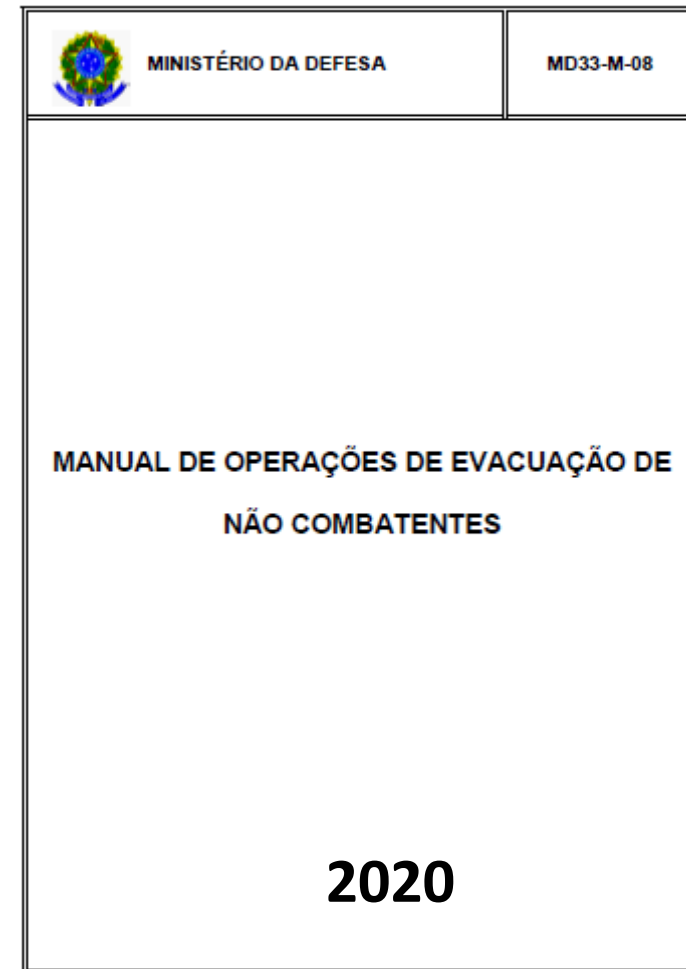 MINISTÉRIO DA DEFESA
MD33-M-08
MANUAL DE OPERAÇÕES DE EVACUAÇÃO DE
NÃO COMBATENTES
2020